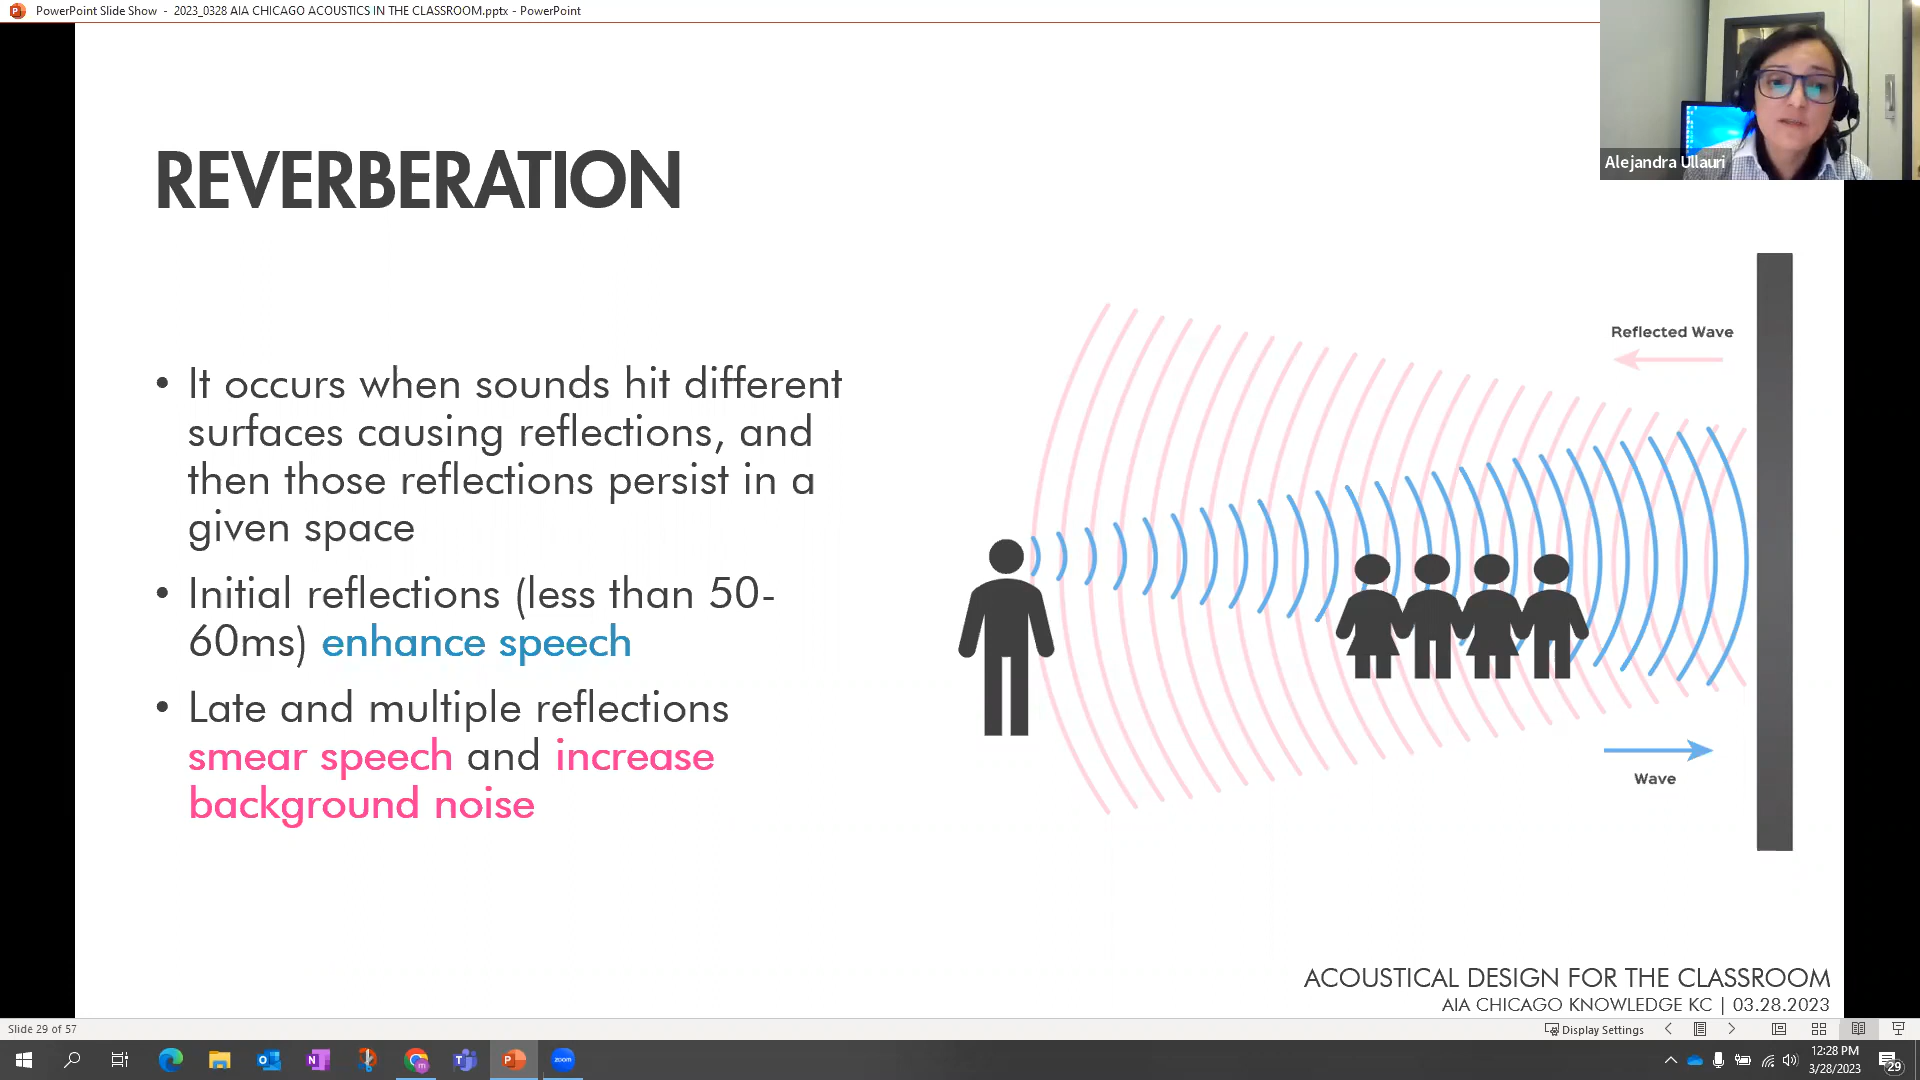 PowerPoint Slide Show - 2023_0328 AIA CHICAGO ACOUSTICS IN THE CLASSROOM.pptx - PowerPoint
Alejandra Ullauri
REVERBERATION
• It occurs when sounds hit different
surfaces causing reflections, and
then those reflections persist in a
given space
• Initial reflections (less than 50-
60ms) enhance speech
• Late and multiple reflections
smear speech and increase
background noise
Reflected Wave
Wave
ACOUSTICAL DESIGN FOR THE CLASSROOM
AIA CHICAGO KNOWLEDGE KC | 03.28.2023
Slide 29 of 57
Display Settings
zoom
12:28 PM
3/28/2023
29